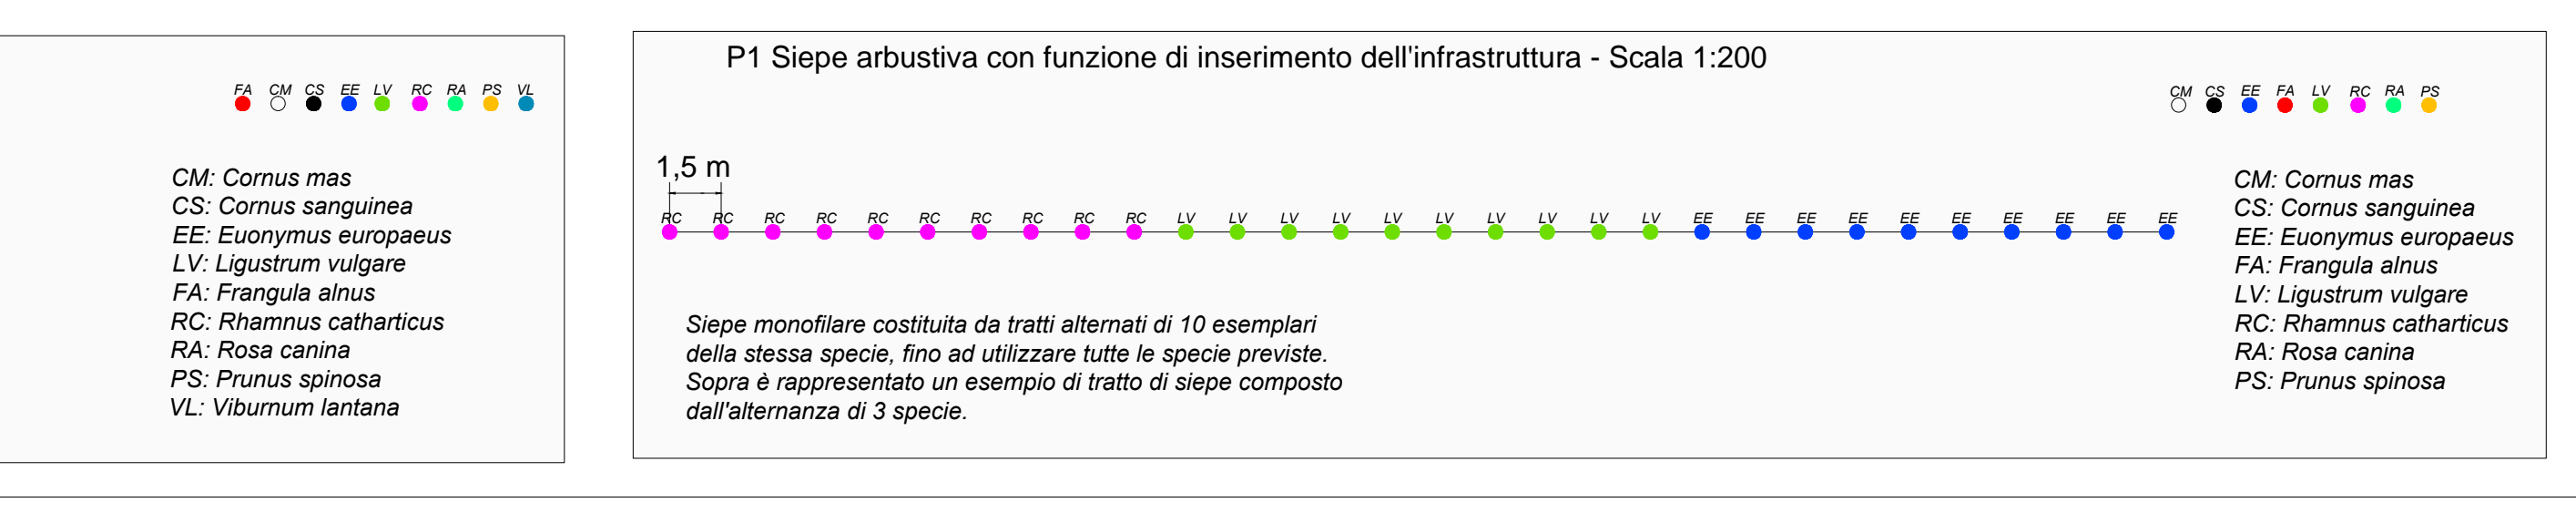 FA CM CS EE LV RC RA PS VL
CM: Cornus mas
CS: Cornus sanguinea
EE: Euonymus europaeus
LV: Ligustrum vulgare
FA: Frangula alnus
RC: Rhamnus catharticus
RA: Rosa canina
PS: Prunus spinosa
VL: Viburnum lantana
P1 Siepe arbustiva con funzione di inserimento dell'infrastruttura - Scala 1:200
CM CS EE FA LV RC RA PS
1,5 m
RC RC RC RC RC RC RC RC RC RC LV LV LV LV LV LV LV LV LV LV EE EE EE EE EE EE EE EE EE EE
Siepe monofilare costituita da tratti alternati di 10 esemplari
della stessa specie, fino ad utilizzare tutte le specie previste.
Sopra è rappresentato un esempio di tratto di siepe composto
dall'alternanza di 3 specie.
CM: Cornus mas
CS: Cornus sanguinea
EE: Euonymus europaeus
FA: Frangula alnus
LV: Ligustrum vulgare
RC: Rhamnus catharticus
RA: Rosa canina
PS: Prunus spinosa